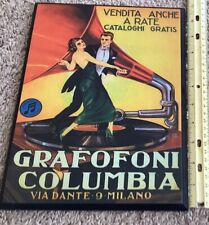 VENDITA ANCHE
A RATE
CATALOGHI GRATIS
GRAFOFONI
COLUMBIA
VIA DANTE·9·MILANO